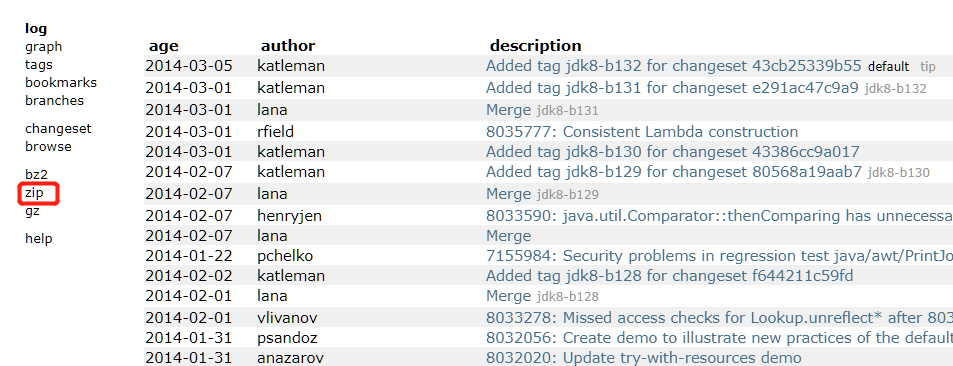 log
graph
tags
bookmarks
branches
changeset
browse
bz2
zip
gz
help
age author description
2014-03-05 katleman Added tag jdk8-b132 for changeset 43cb25339b55 default tip
2014-03-01 katleman Added tag jdk8-b131 for changeset e291ac47c9a9 jdk8-b132
2014-03-01 lana Merge jdk8-b131
2014-03-01 rfield 8035777: Consistent Lambda construction
2014-03-01 katleman Added tag jdk8-b130 for changeset 43386cc9a017
2014-02-07 katleman Added tag jdk8-b129 for changeset 80568a19aab7 jdk8-b130
2014-02-07 lana Merge jdk8-b129
2014-02-07 henryjen 8033590: java.util.Comparator::thenComparing has unnecessa
2014-02-07 lana Merge
2014-01-22 pchelko 7155984: Security problems in regression test java/awt/PrintJo
2014-02-02 katleman Added tag jdk8-b128 for changeset f644211c59fd
2014-02-01 lana Merge jdk8-b128
2014-02-01 vlivanov 8033278: Missed access checks for Lookup.unreflect* after 803
2014-01-31 psandoz 8032056: Create demo to illustrate new practices of the default
2014-01-31 anazarov 8032020: Update try-with-resources demo